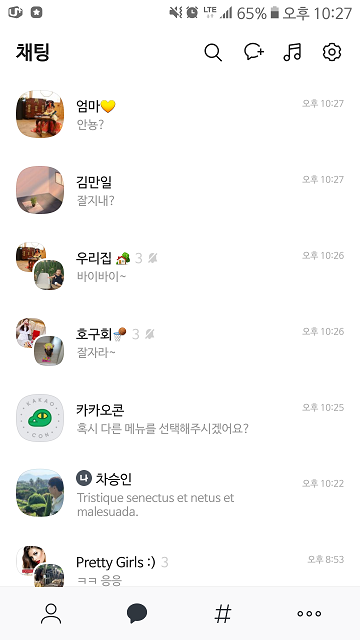 LTE 65% 오후 10:27
채팅
엄마💛 오후 10:27
안뇽?
김만일 오후 10:27
잘지내?
우리집 🏡 3 오후 10:26
바이바이~
호구회🏀 3 오후 10:26
잘자라~
KAKAO CON
카카오콘 오후 10:25
혹시 다른 메뉴를 선택해주시겠어요?
나 차승인 오후 10:22
Tristique senectus et netus et
malesuada.
Pretty Girls :) 3 오후 8:53
ㅋㅋ 응응
#